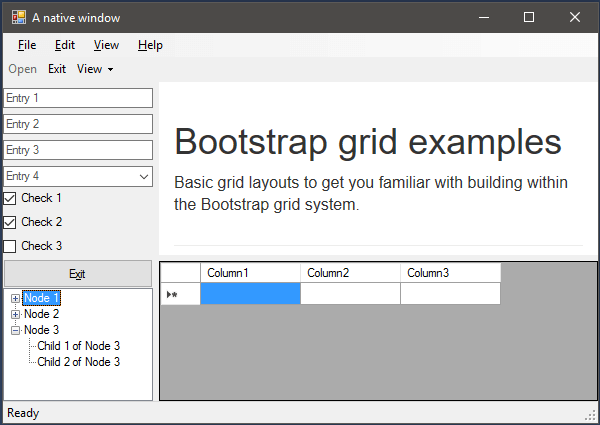 A native window
File Edit View Help
Open Exit View
Entry 1
Entry 2
Entry 3
Entry 4
Check 1
Check 2
Check 3
Exit
Node 1
Node 2
Node 3
Child 1 of Node 3
Child 2 of Node 3
Bootstrap grid examples
Basic grid layouts to get you familiar with building within
the Bootstrap grid system.
Column1 Column2 Column3
Ready